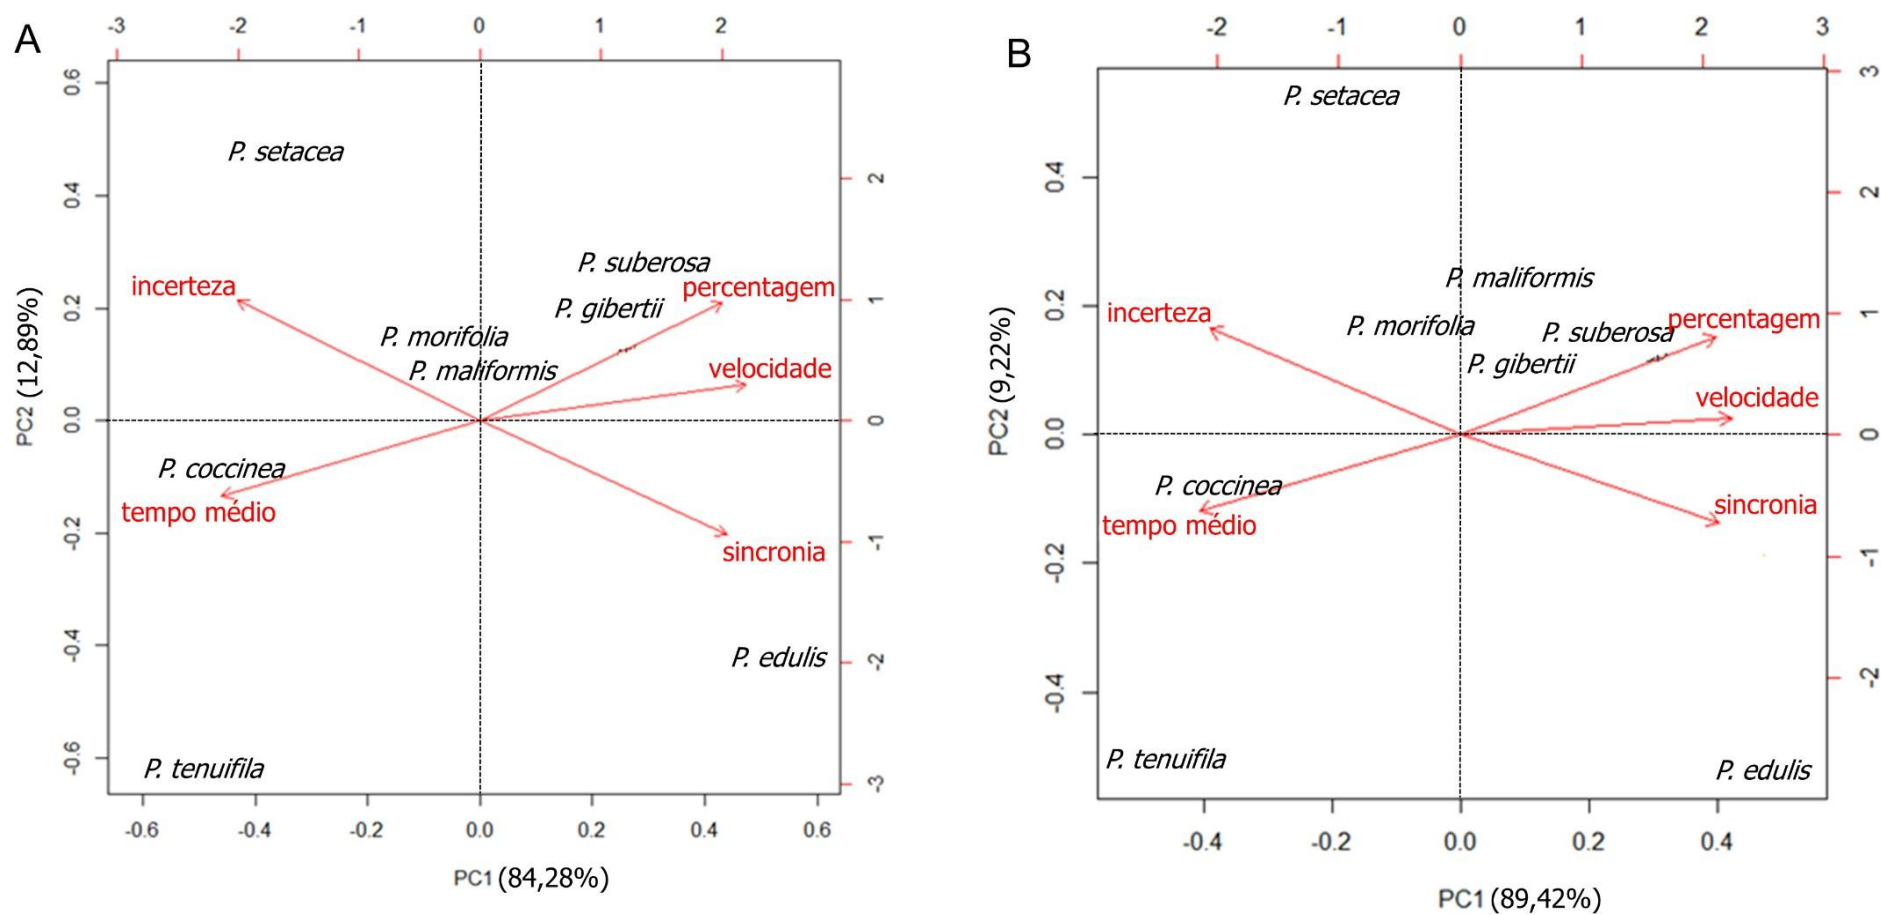 A
-3 -2 -1 0 1 2
0.6
0.4
0.2
0.0
-0.2
-0.4
-0.6
PC2 (12,89%)
P. setacea
P. suberosa
incerteza
percentagem
P. gibertii
P. morifolia
velocidade
P. maliformis
P. coccinea
tempo médio
sincronia
P. edulis
P. tenuifila
2
1
0
-1
-2
-3
-0.6 -0.4 -0.2 0.0 0.2 0.4 0.6
PC1 (84,28%)
B
-2 -1 0 1 2 3
0.4
0.2
0.0
-0.2
-0.4
PC2 (9,22%)
P. setacea
P. maliformis
incerteza
P. morifolia
percentagem
P. suberosa
P. gibertii
velocidade
P. coccinea
sincronia
tempo médio
P. tenuifila
P. edulis
3
2
1
0
-1
-2
-0.4 -0.2 0.0 0.2 0.4
PC1 (89,42%)